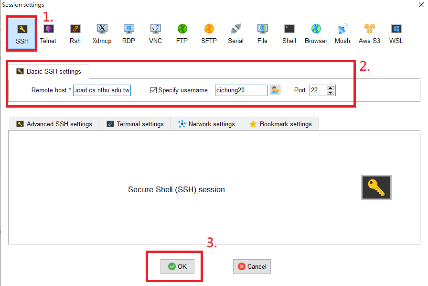 Session settings
1.
SSH Telnet Rsh Xdmcp RDP VNC FTP SFTP Serial File Shell Browser Mosh Aws S3 WSL
Basic SSH settings
2.
Remote host * .cad.cs.nthu.edu.tw Specify username cichung20 Port 22
Advanced SSH settings Terminal settings Network settings Bookmark settings
Secure Shell (SSH) session
3.
OK Cancel